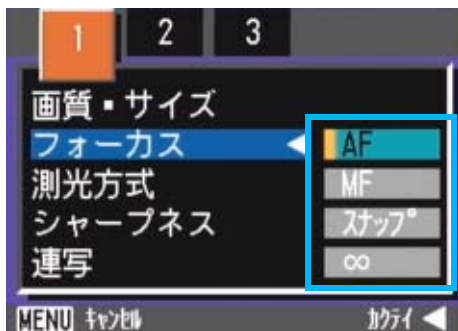 1 2 3
画質・サイズ
フォーカス ◀ AF
測光方式 MF
シャープネス ｽﾅｯﾌﾟ
連写 ∞
MENU ｷｬﾝｾﾙ ｶｸﾃｲ ◀